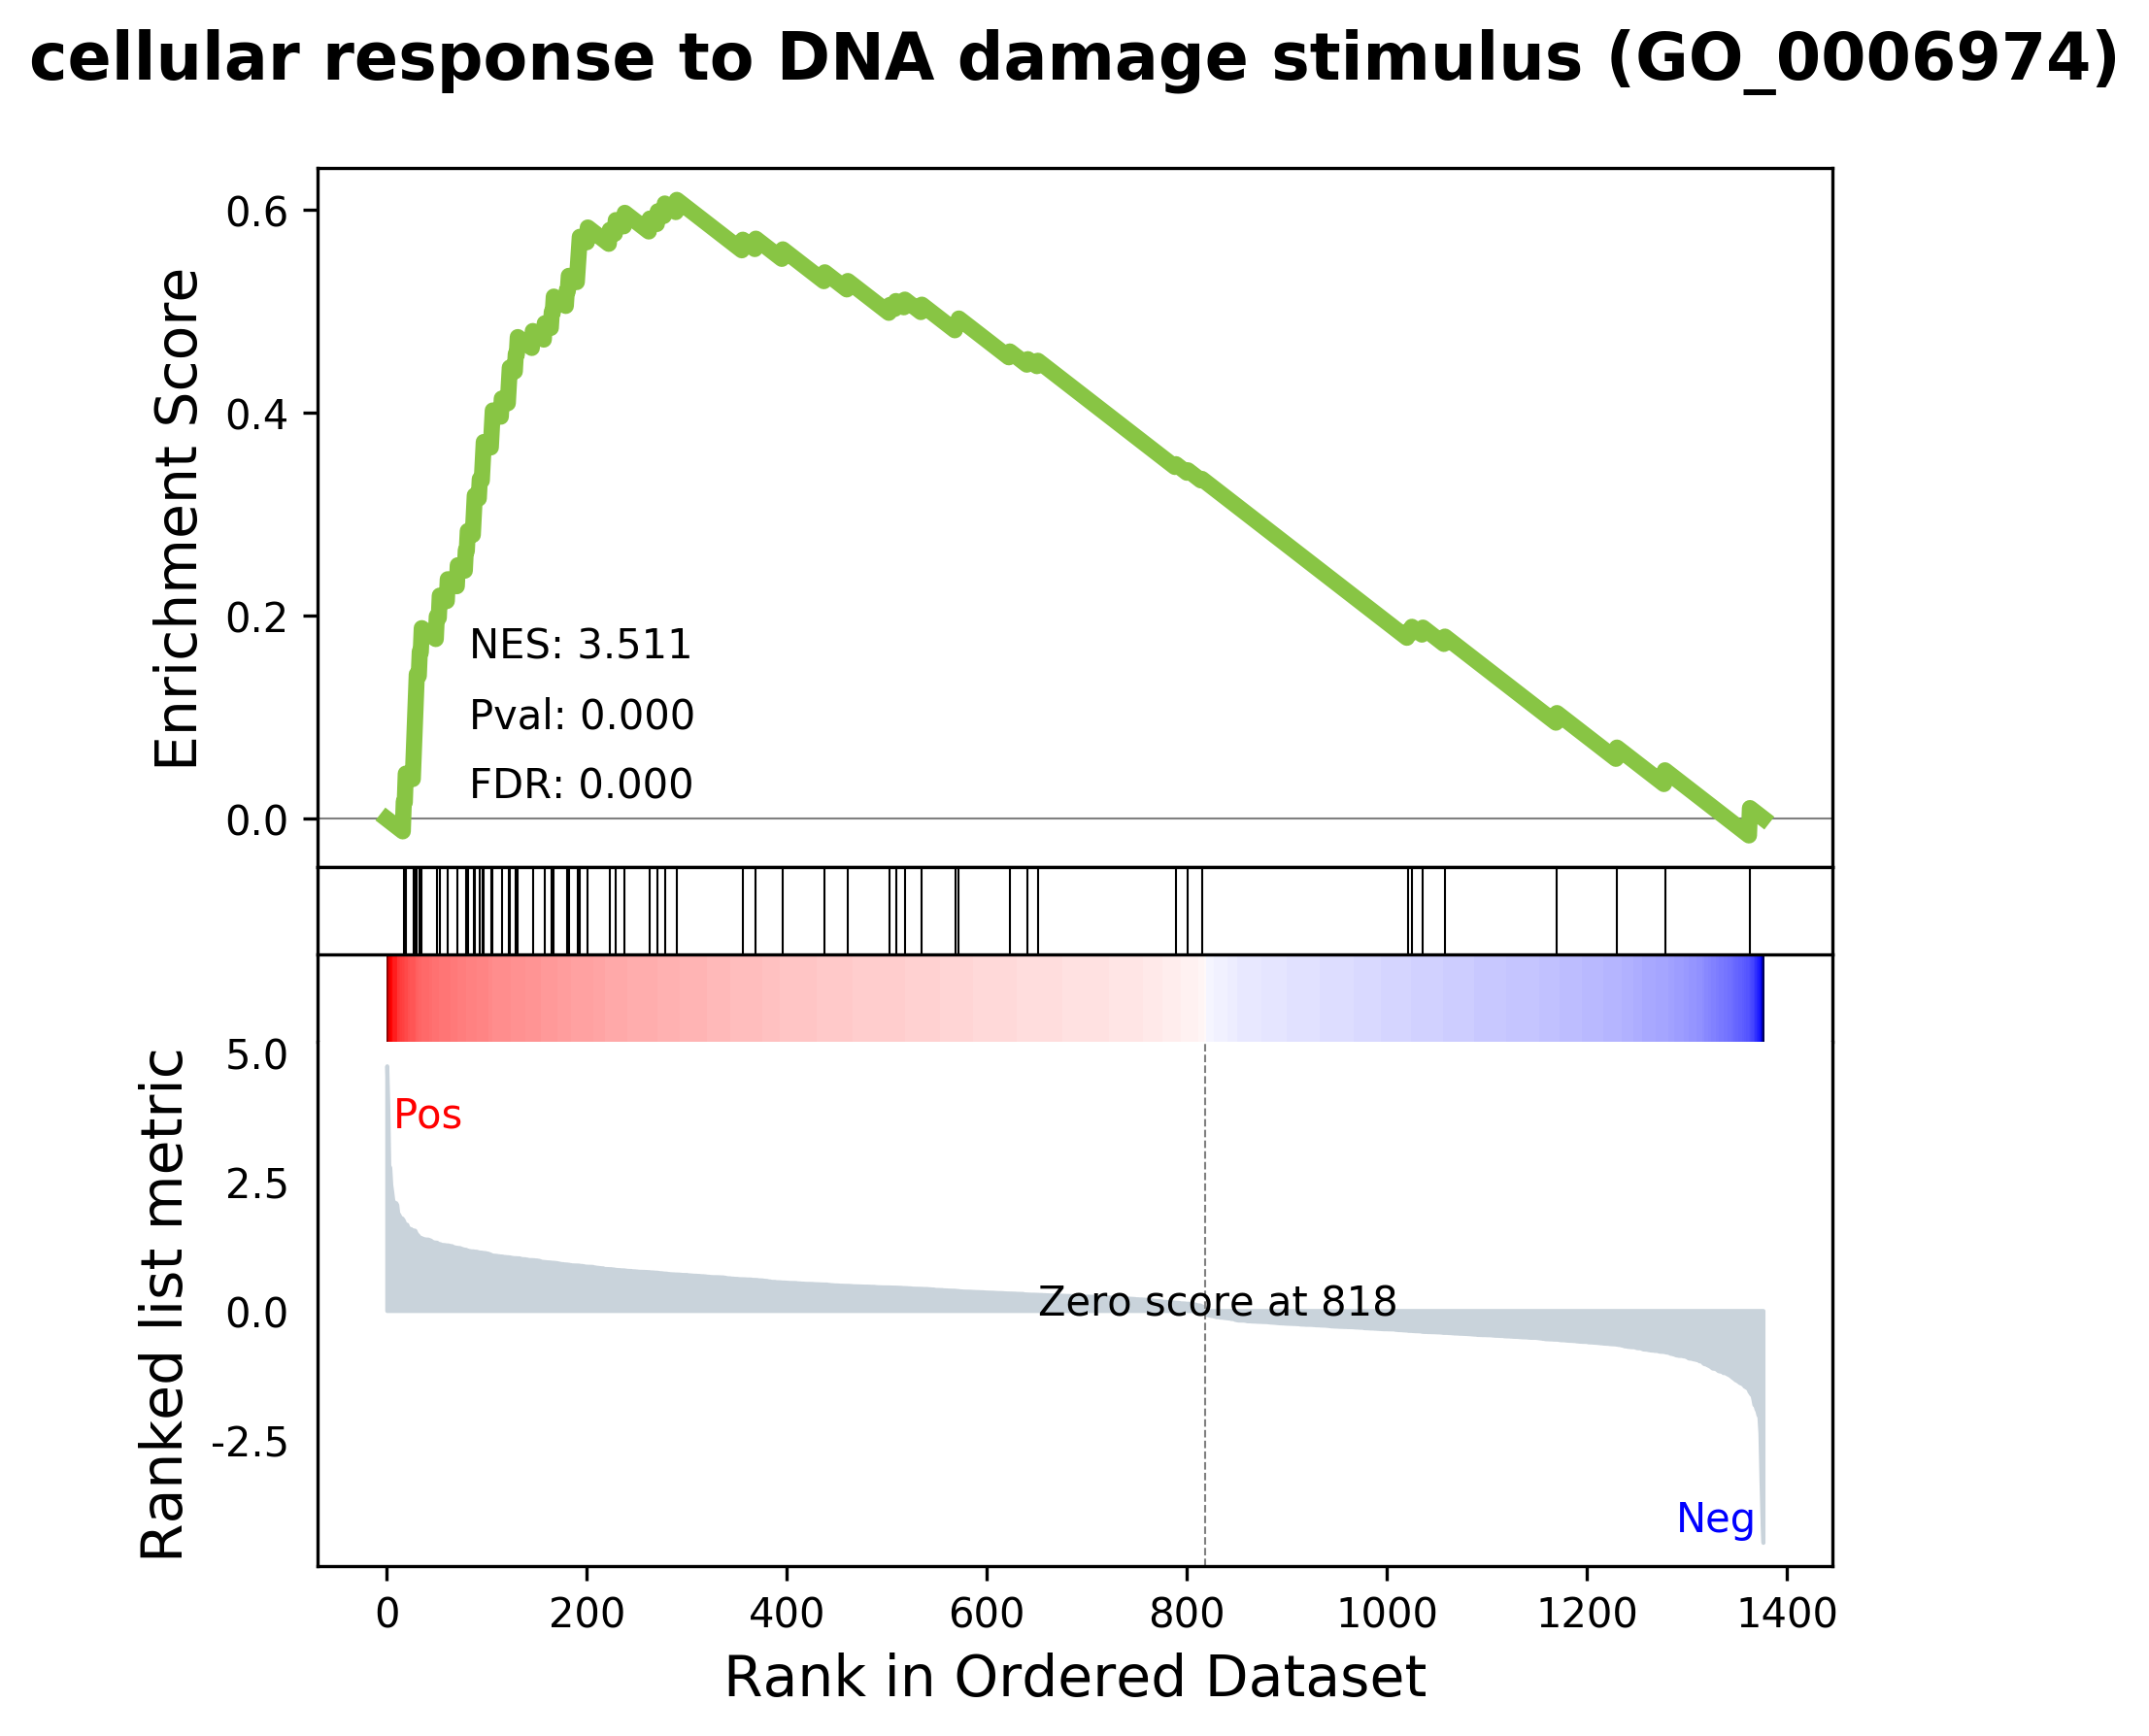 cellular response to DNA damage stimulus (GO_0006974)
Enrichment Score
0.6
0.4
0.2
0.0
NES: 3.511
Pval: 0.000
FDR: 0.000
Ranked list metric
5.0
2.5
0.0
-2.5
Pos
Zero score at 818
Neg
0 200 400 600 800 1000 1200 1400
Rank in Ordered Dataset